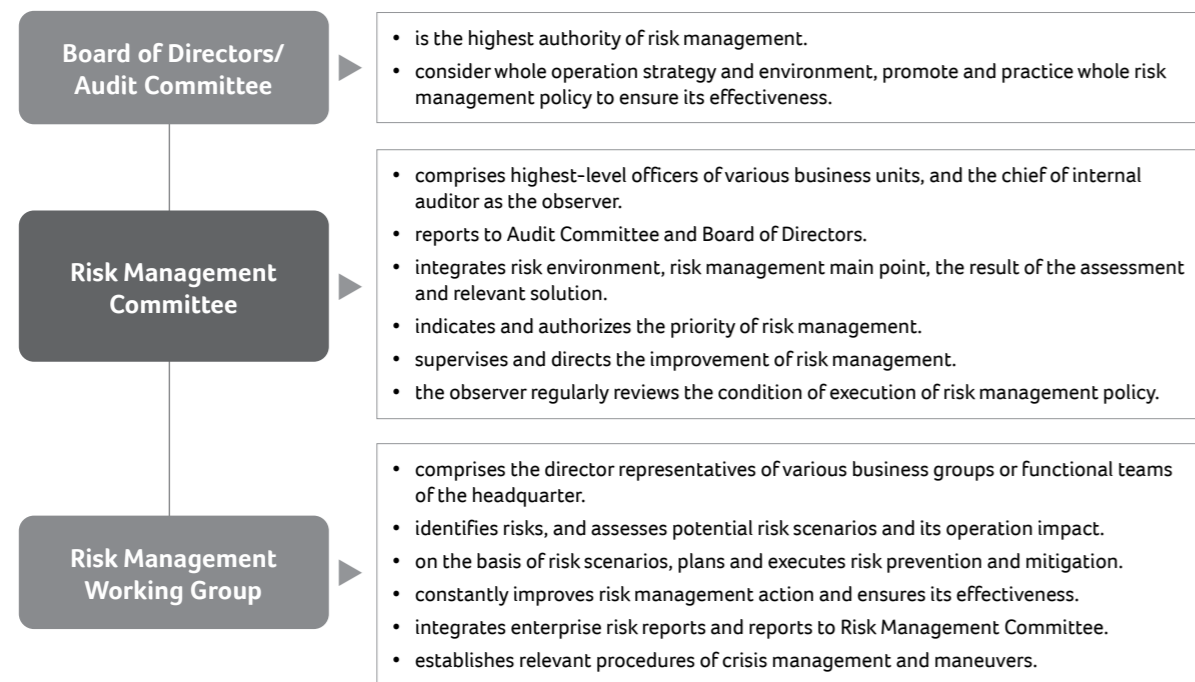 Board of Directors/
Audit Committee
• is the highest authority of risk management.
• consider whole operation strategy and environment, promote and practice whole risk
management policy to ensure its effectiveness.
Risk Management
Committee
• comprises highest-level officers of various business units, and the chief of internal
auditor as the observer.
• reports to Audit Committee and Board of Directors.
• integrates risk environment, risk management main point, the result of the assessment
and relevant solution.
• indicates and authorizes the priority of risk management.
• supervises and directs the improvement of risk management.
• the observer regularly reviews the condition of execution of risk management policy.
Risk Management
Working Group
• comprises the director representatives of various business groups or functional teams
of the headquarter.
• identifies risks, and assesses potential risk scenarios and its operation impact.
• on the basis of risk scenarios, plans and executes risk prevention and mitigation.
• constantly improves risk management action and ensures its effectiveness.
• integrates enterprise risk reports and reports to Risk Management Committee.
• establishes relevant procedures of crisis management and maneuvers.